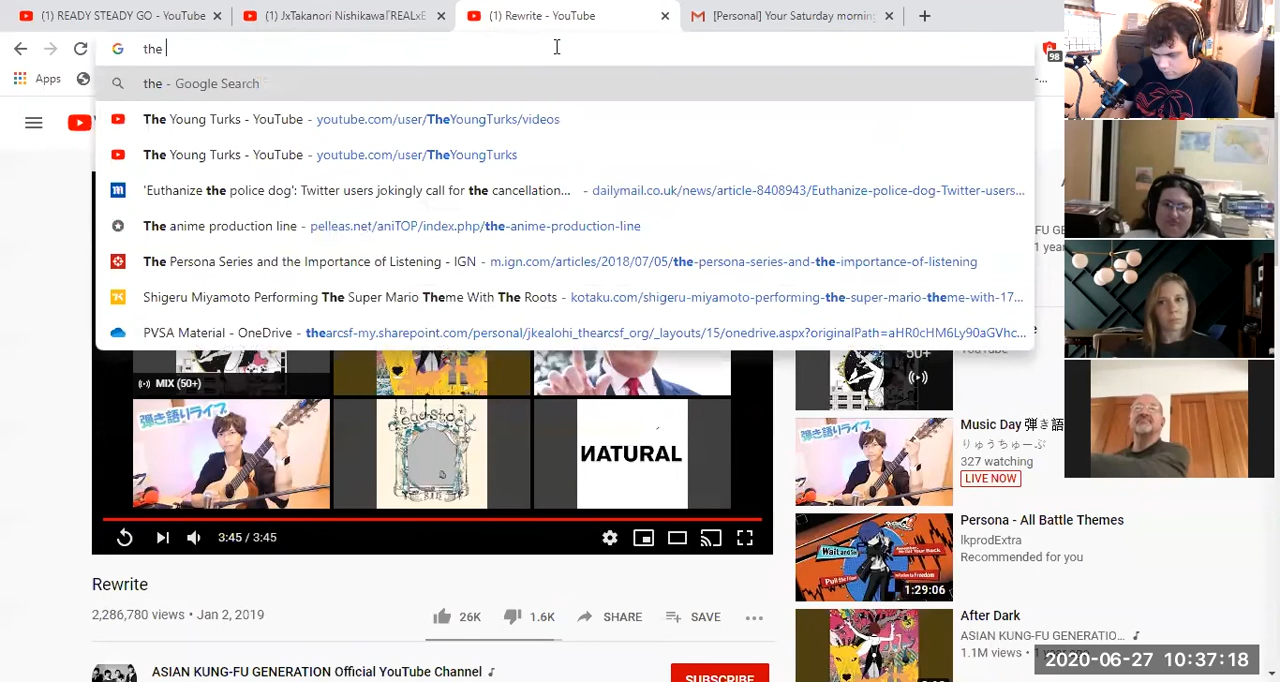 (1) READY STEADY GO - YouTube
(1) JxTakanori Nishikawa「REAL×E
(1) Rewrite - YouTube
[Personal] Your Saturday mornin
the
98
Apps
the - Google Search
The Young Turks - YouTube - youtube.com/user/TheYoungTurks/videos
The Young Turks - YouTube - youtube.com/user/TheYoungTurks
'Euthanize the police dog': Twitter users jokingly call for the cancellation... - dailymail.co.uk/news/article-8408943/Euthanize-police-dog-Twitter-users...
The anime production line - pelleas.net/aniTOP/index.php/the-anime-production-line
The Persona Series and the Importance of Listening - IGN - m.ign.com/articles/2018/07/05/the-persona-series-and-the-importance-of-listening
Shigeru Miyamoto Performing The Super Mario Theme With The Roots - kotaku.com/shigeru-miyamoto-performing-the-super-mario-theme-with-17...
PVSA Material - OneDrive - thearcsf-my.sharepoint.com/personal/jkealohi_thearcsf_org/_layouts/15/onedrive.aspx?originalPath=aHR0cHM6Ly90aGVhc...
MIX (50+)
50+
弾き語りライブ
NATURAL
3:45 / 3:45
Rewrite
2,286,780 views • Jan 2, 2019
26K
1.6K
SHARE
SAVE
ASIAN KUNG-FU GENERATION Official YouTube Channel
SUBSCRIBE
Music Day 弾き語
りゅうちゅーぶ
327 watching
LIVE NOW
Persona - All Battle Themes
lkprodExtra
Recommended for you
1:29:06
After Dark
ASIAN KUNG-FU GENERATIO...
1.1M views •
2020-06-27 10:37:18